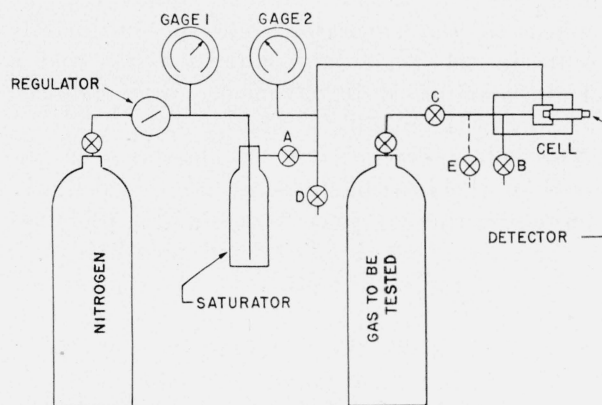 GAGE 1
GAGE 2
REGULATOR
C
A
CELL
E
B
D
DETECTOR
SATURATOR
NITROGEN
GAS TO BE
TESTED